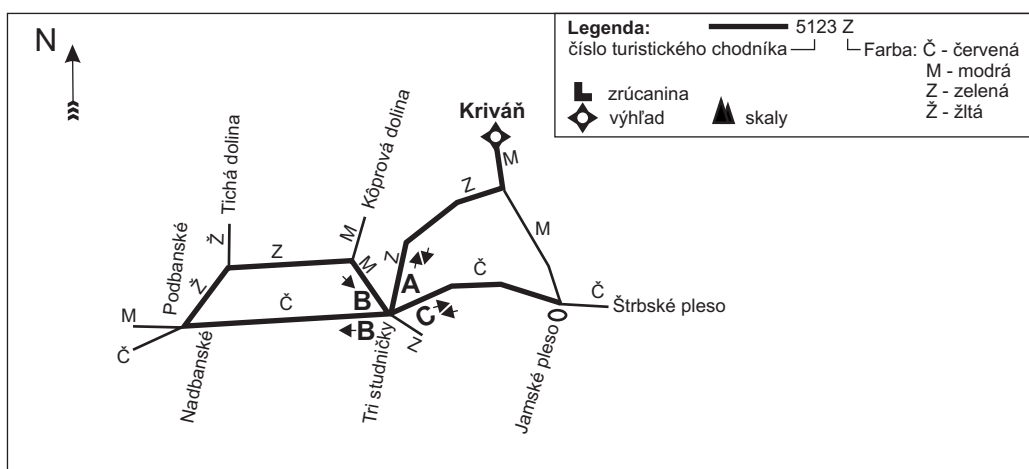 N
Legenda: 5123 Z
číslo turistického chodníka
Farba: Č - červená
M - modrá
Z - zelená
Ž - žltá
zrúcanina
výhľad
skaly
Kriváň
M
Z
M
Tichá dolina
Kôprová dolina
Ž
Z
M
M
Z
A
Podbanské
Ž
Č
B
B
C
Č
Č
Štrbské pleso
M
Č
Nadbanské
Tri studničky
Z
Jamské pleso